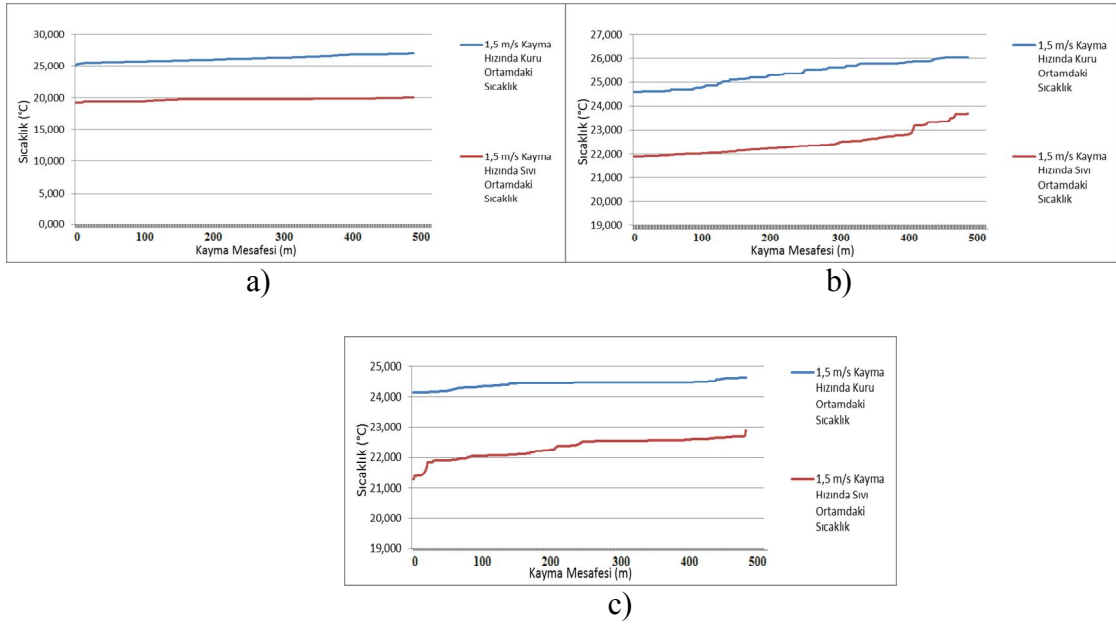 30,000
25,000
20,000
15,000
10,000
5,000
0,000
Sıcaklık (°C)
0 100 200 300 400 500
Kayma Mesafesi (m)
1,5 m/s Kayma
Hızında Kuru
Ortamdaki
Sıcaklık
1,5 m/s Kayma
Hızında Sıvı
Ortamdaki
Sıcaklık
a)
27,000
26,000
25,000
24,000
23,000
22,000
21,000
20,000
19,000
Sıcaklık (°C)
0 100 200 300 400 500
Kayma Mesafesi (m)
1,5 m/s Kayma
Hızında Kuru
Ortamdaki
Sıcaklık
1,5 m/s Kayma
Hızında Sıvı
Ortamdaki
Sıcaklık
b)
25,000
24,000
23,000
22,000
21,000
20,000
19,000
Sıcaklık (°C)
0 100 200 300 400 500
Kayma Mesafesi (m)
1,5 m/s Kayma
Hızında Kuru
Ortamdaki
Sıcaklık
1,5 m/s Kayma
Hızında Sıvı
Ortamdaki
Sıcaklık
c)